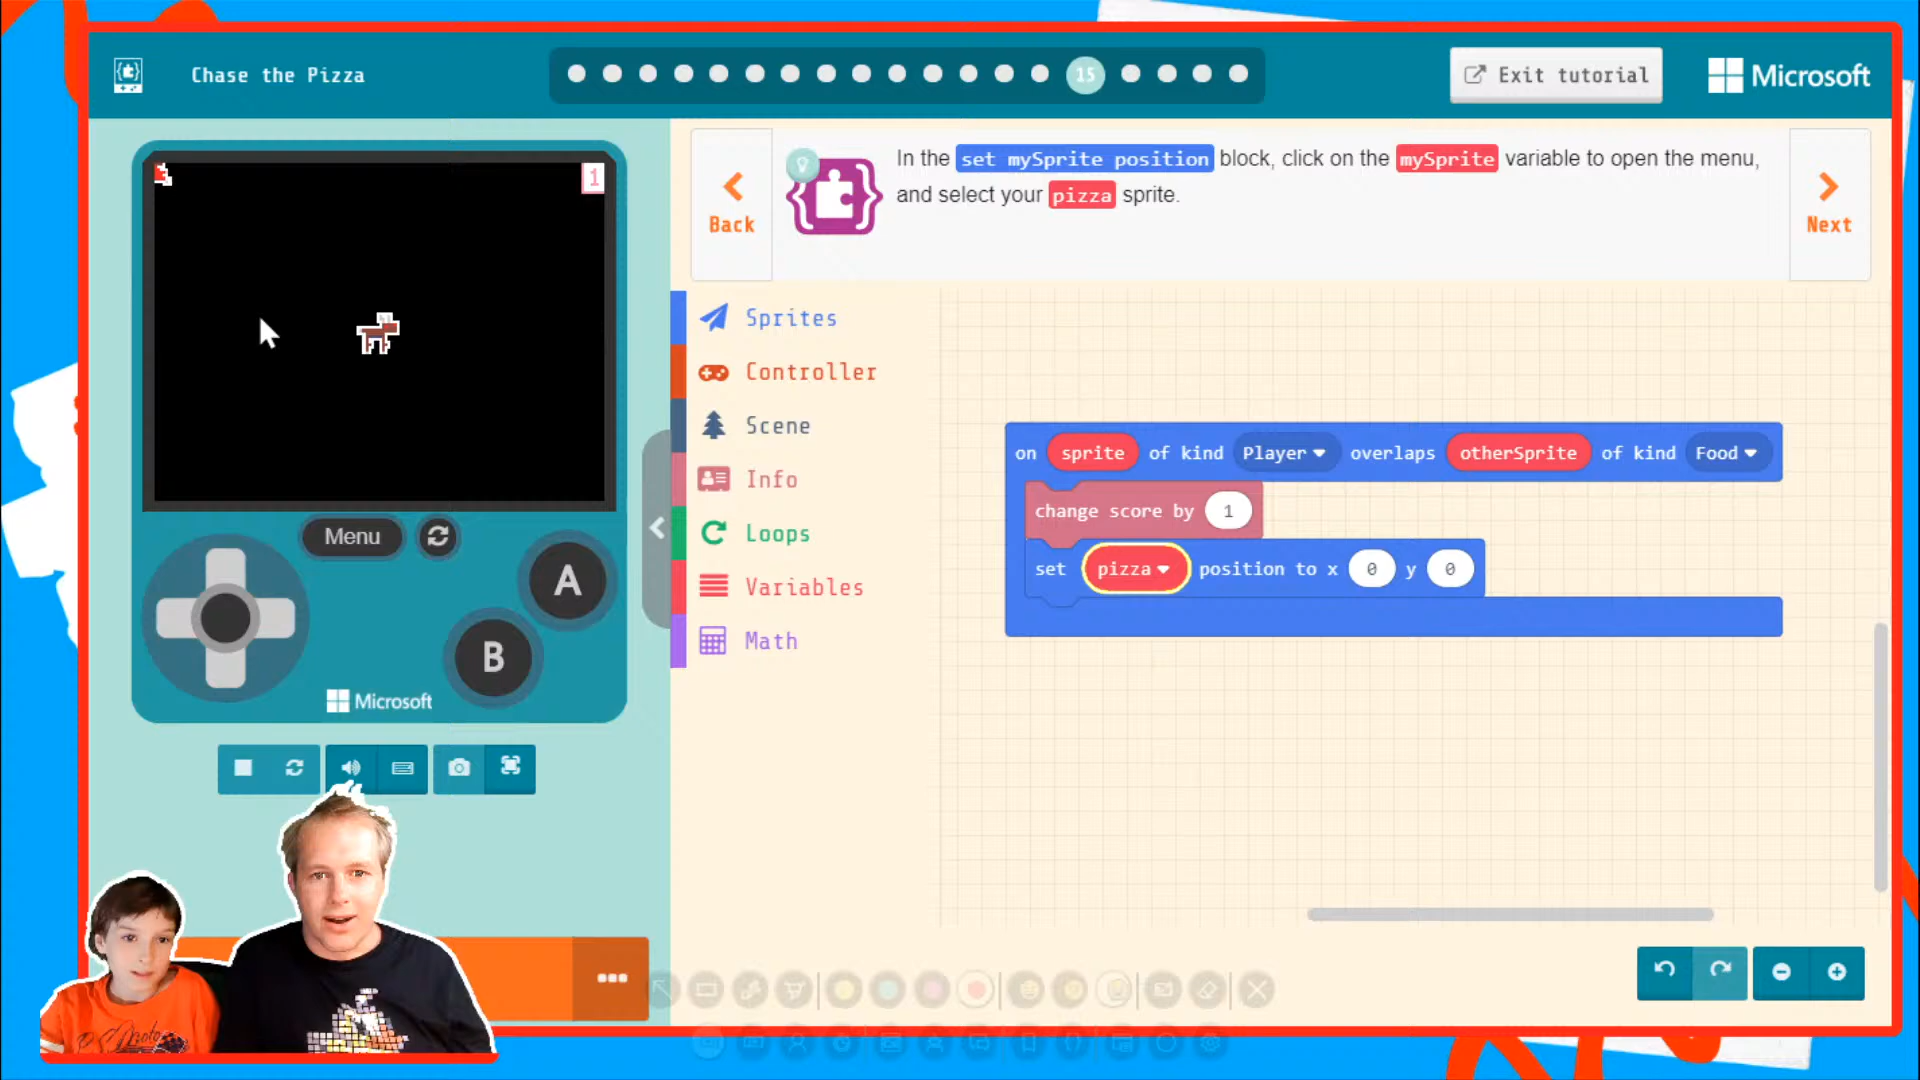 Chase the Pizza
15
Exit tutorial
Microsoft
1
Back
In the set mySprite position block, click on the mySprite variable to open the menu,
and select your pizza sprite.
Next
Sprites
Controller
Scene
Info
Loops
Variables
Math
on sprite of kind Player overlaps otherSprite of kind Food
change score by 1
set pizza position to x 0 y 0
Menu
A
B
Microsoft